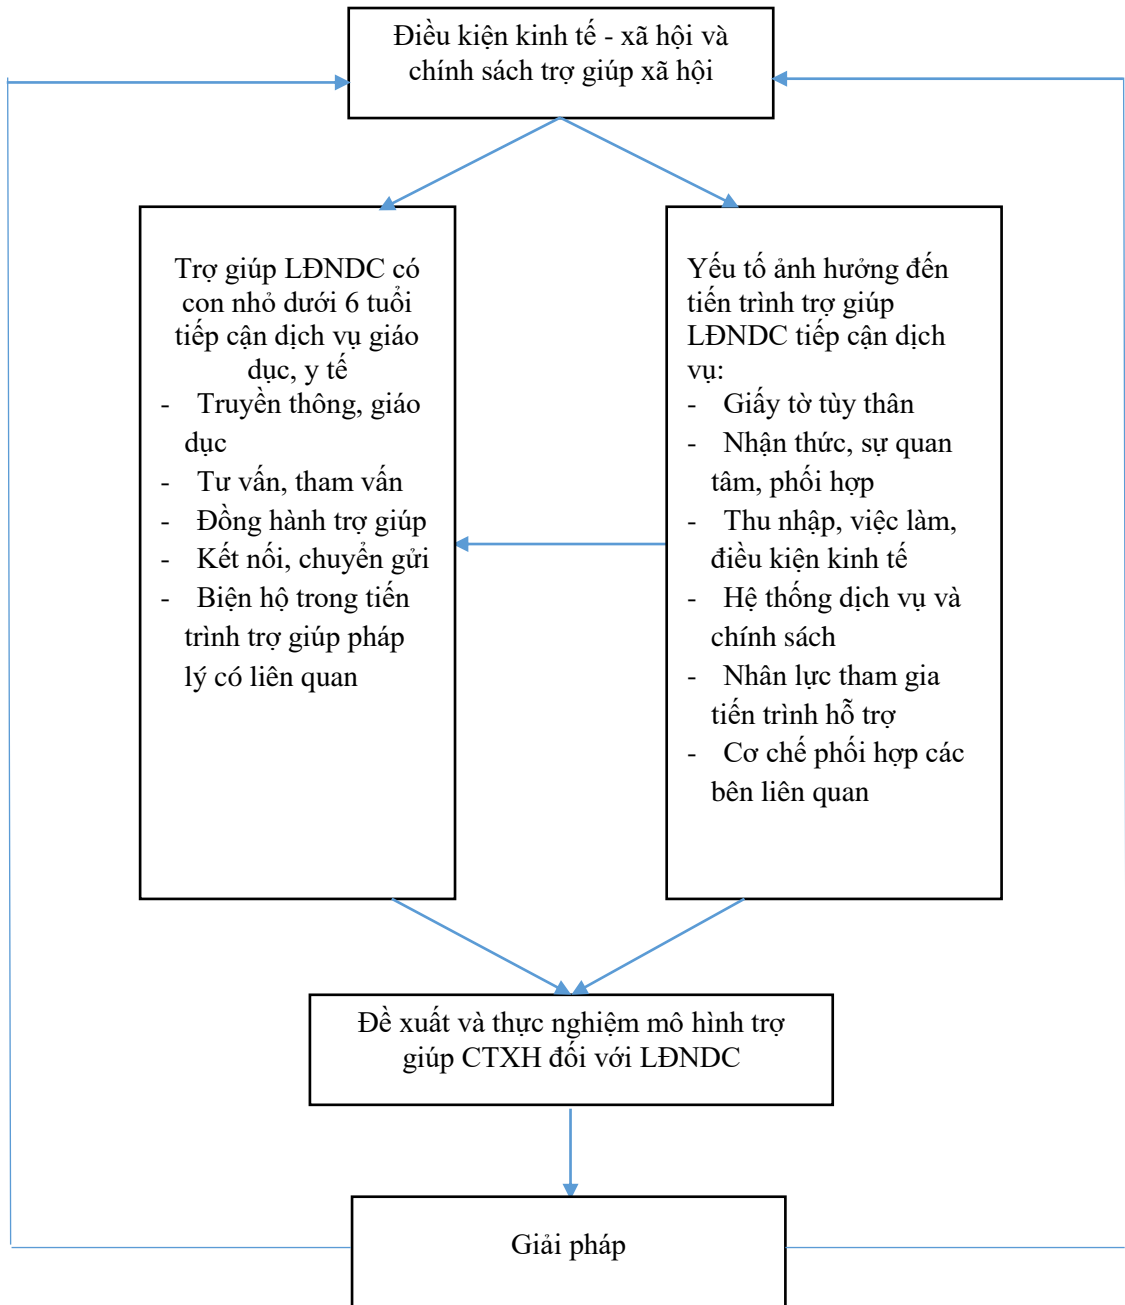 Điều kiện kinh tế - xã hội và
chính sách trợ giúp xã hội
Trợ giúp LĐNDC có
con nhỏ dưới 6 tuổi
tiếp cận dịch vụ giáo
dục, y tế
- Truyền thông, giáo
dục
- Tư vấn, tham vấn
- Đồng hành trợ giúp
- Kết nối, chuyển gửi
- Biện hộ trong tiến
trình trợ giúp pháp
lý có liên quan
Yếu tố ảnh hưởng đến
tiến trình trợ giúp
LĐNDC tiếp cận dịch
vụ:
- Giấy tờ tùy thân
- Nhận thức, sự quan
tâm, phối hợp
- Thu nhập, việc làm,
điều kiện kinh tế
- Hệ thống dịch vụ và
chính sách
- Nhân lực tham gia
tiến trình hỗ trợ
- Cơ chế phối hợp các
bên liên quan
Đề xuất và thực nghiệm mô hình trợ
giúp CTXH đối với LĐNDC
Giải pháp